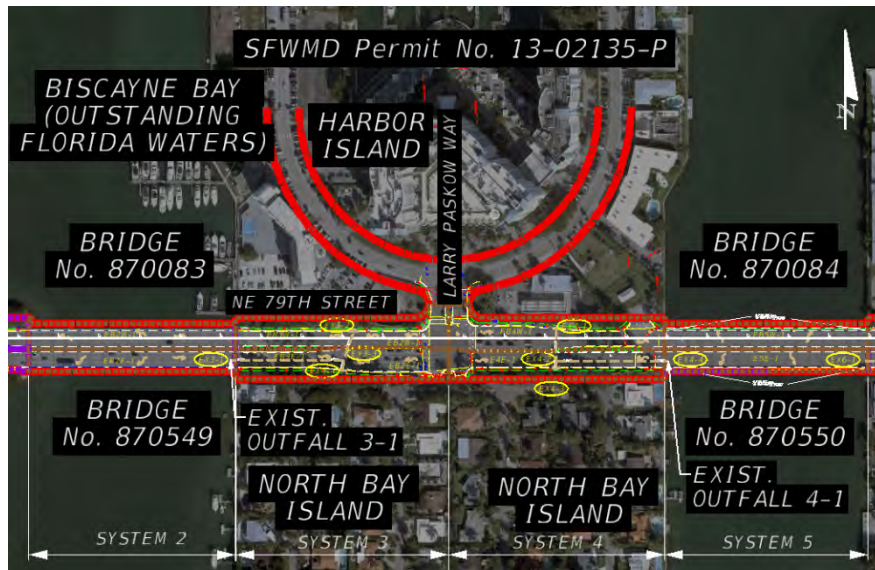 SFWMD Permit No. 13-02135-P
BISCAYNE BAY
(OUTSTANDING
FLORIDA WATERS)
HARBOR
ISLAND
LARRY PASKOW WAY
N
BRIDGE
No. 870083
BRIDGE
No. 870084
NE 79TH STREET
BRIDGE
No. 870549
EXIST.
OUTFALL 3-1
BRIDGE
No. 870550
EXIST.
OUTFALL 4-1
NORTH BAY
ISLAND
NORTH BAY
ISLAND
SYSTEM 2
SYSTEM 3
SYSTEM 4
SYSTEM 5